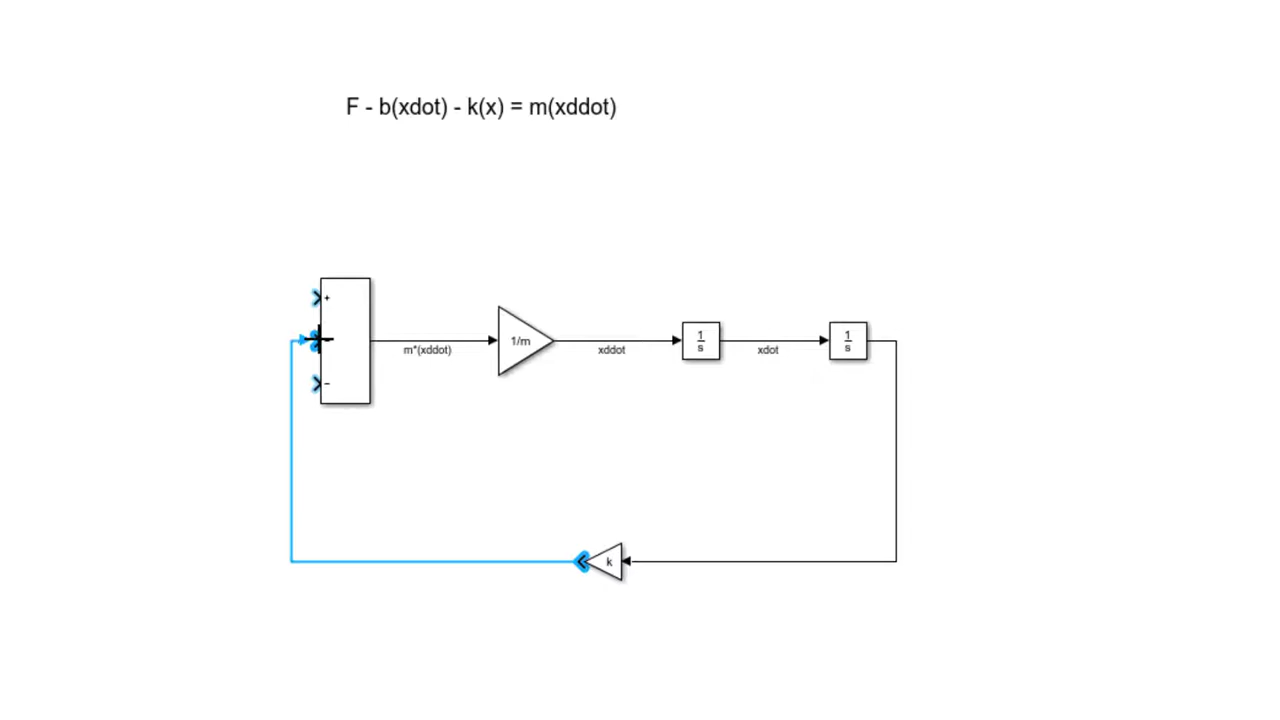 F - b(xdot) - k(x) = m(xddot)
+
-
-
m*(xddot)
1/m
xddot
1
s
xdot
1
s
k